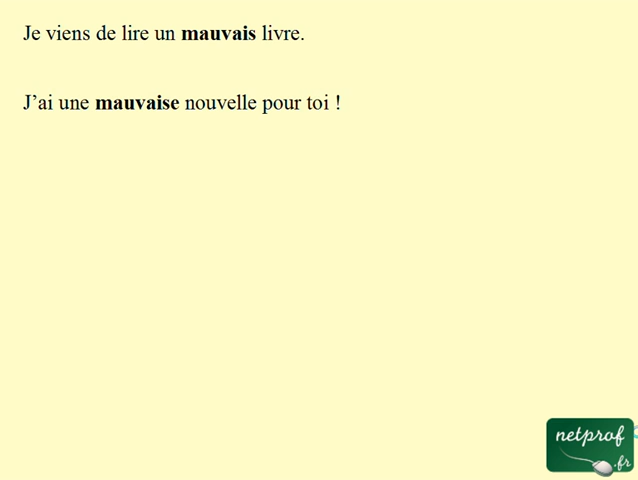 Je viens de lire un mauvais livre.
J’ai une mauvaise nouvelle pour toi !
netprof
.fr